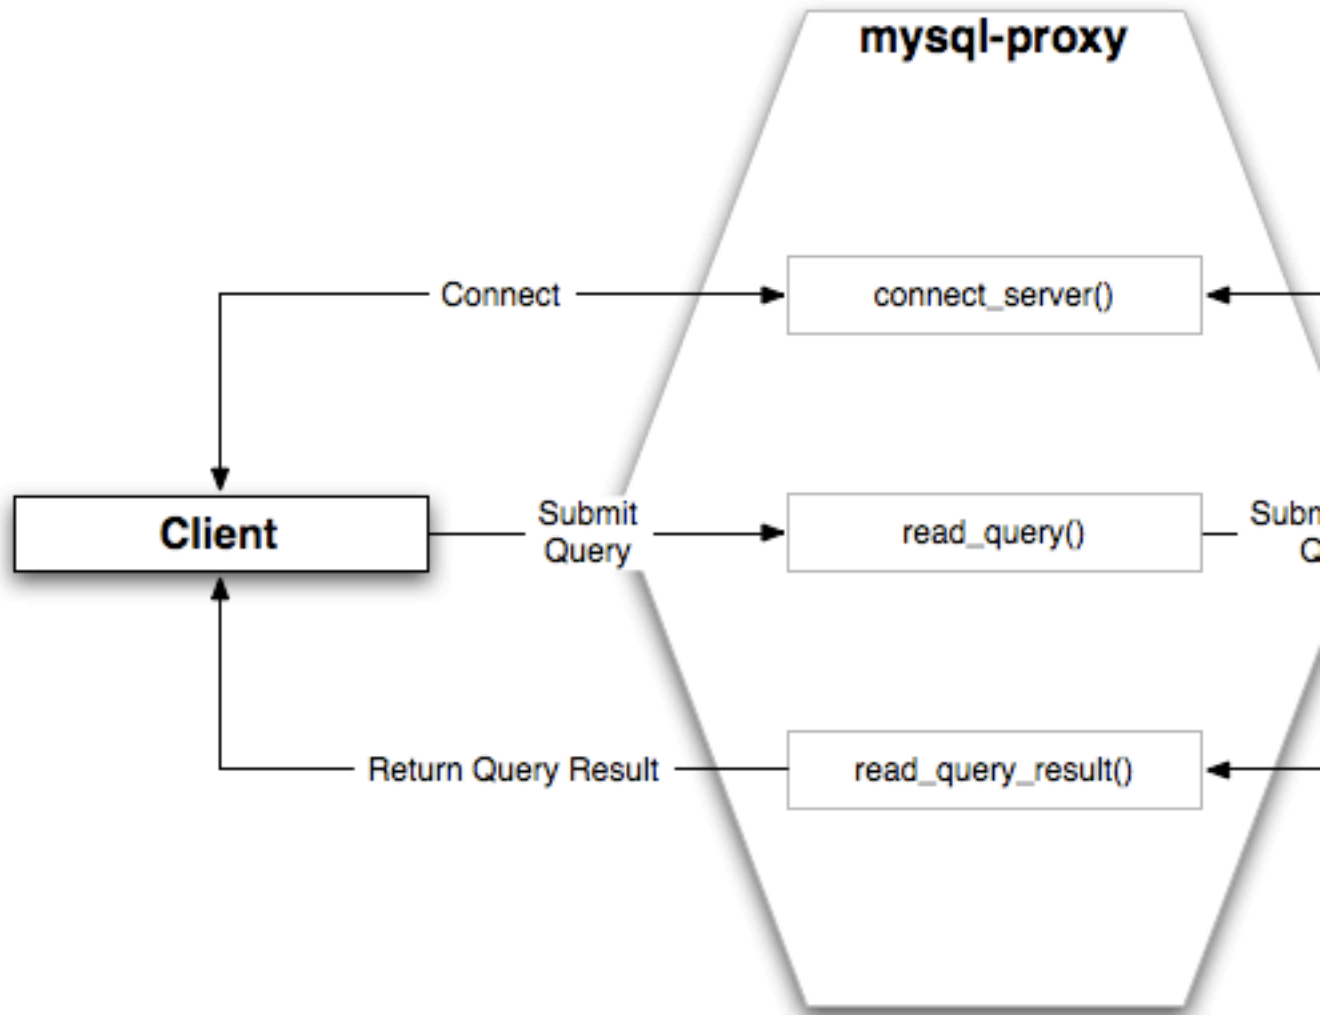 mysql-proxy
Connect
connect_server()
Client
Submit
Query
read_query()
Return Query Result
read_query_result()